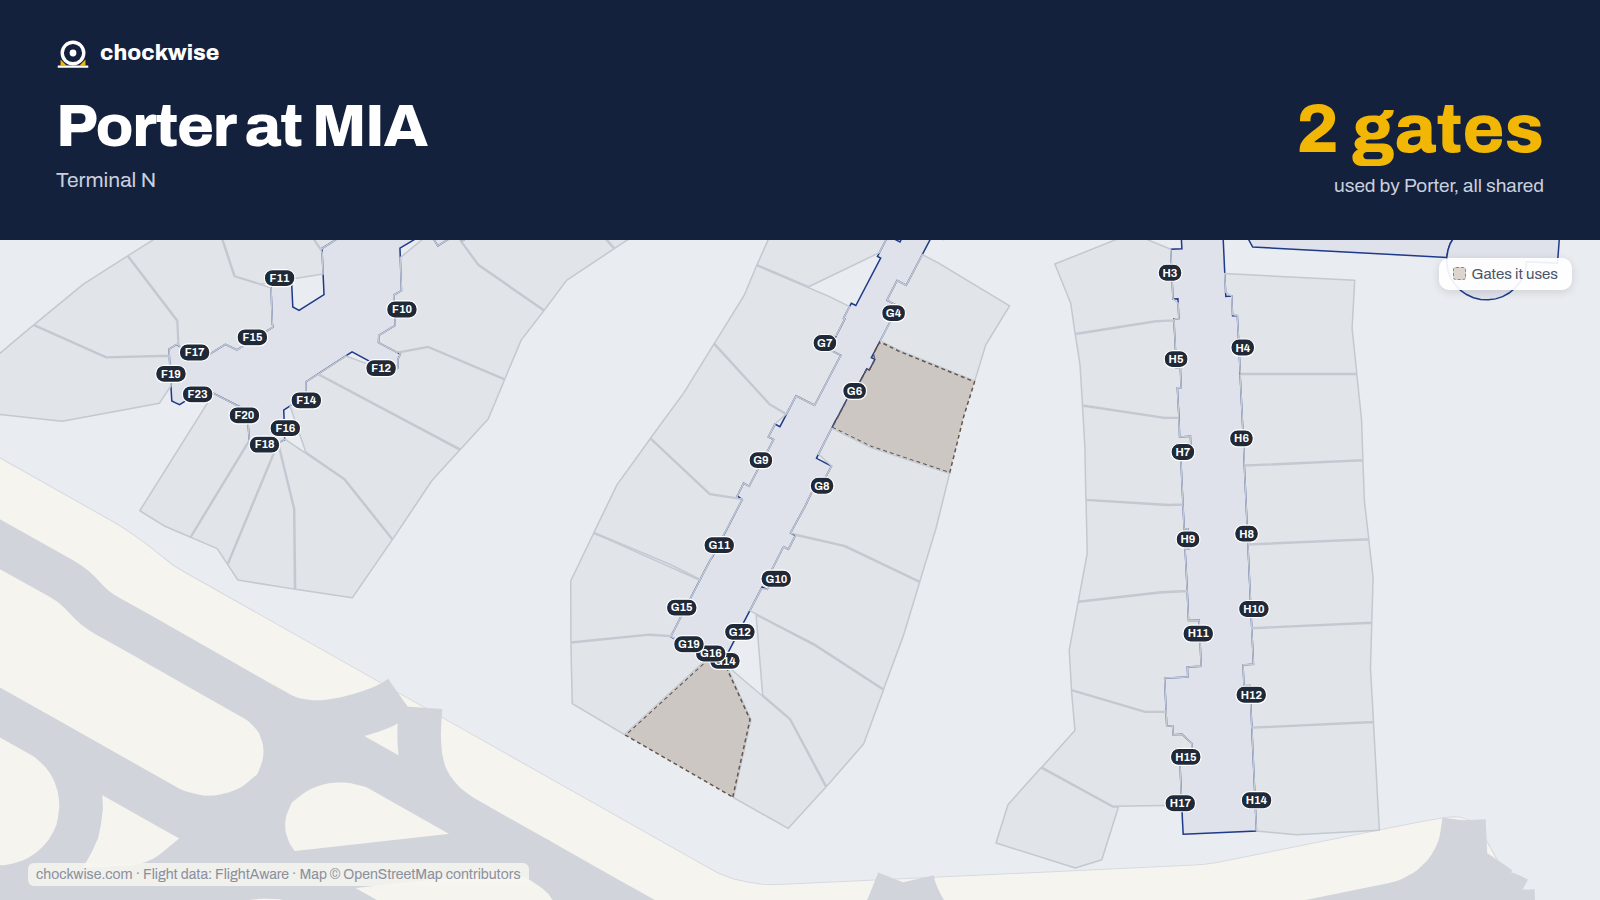 chockwise
Porter at MIA
Terminal N
2 gates
used by Porter, all shared
Gates it uses
F11
F10
F15
F17
F12
F19
F23
F14
F20
F16
F18
G4
G7
G6
G9
G8
G11
G10
G15
G12
G19
G16
G14
H3
H4
H5
H6
H7
H8
H9
H10
H11
H12
H15
H14
H17
chockwise.com · Flight data: FlightAware · Map © OpenStreetMap contributors